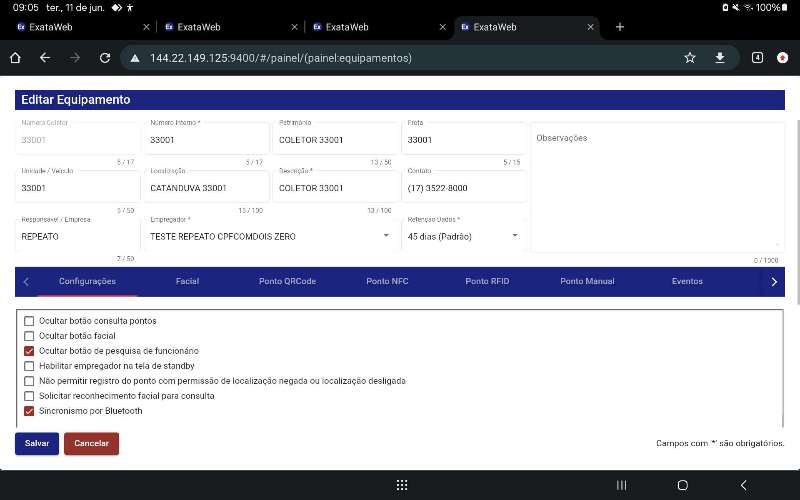 09:05 ter., 11 de jun.
100%
ExataWeb
ExataWeb
ExataWeb
ExataWeb
144.22.149.125:9400/#/painel/(painel:equipamentos)
4
Editar Equipamento
Número Coletor
33001
5 / 17
Número Interno *
33001
5 / 17
Patrimônio
COLETOR 33001
13 / 50
Frota
33001
5 / 15
Observações
0 / 1000
Unidade / Veículo
33001
5 / 50
Localização
CATANDUVA 33001
15 / 100
Descrição *
COLETOR 33001
13 / 100
Contato
(17) 3522-8000
Responsável / Empresa
REPEATO
7 / 50
Empregador *
TESTE REPEATO CPFCOMDOIS ZERO
Retenção Dados *
45 dias (Padrão)
Configurações
Facial
Ponto QRCode
Ponto NFC
Ponto RFID
Ponto Manual
Eventos
Ocultar botão consulta pontos
Ocultar botão facial
Ocultar botão de pesquisa de funcionário
Habilitar empregador na tela de standby
Não permitir registro do ponto com permissão de localização negada ou localização desligada
Solicitar reconhecimento facial para consulta
Sincronismo por Bluetooth
Salvar
Cancelar
Campos com '*' são obrigatórios.